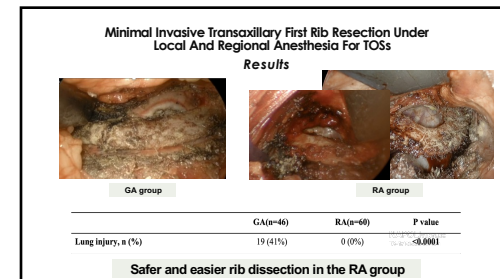 Minimal Invasive Transaxillary First Rib Resection Under
Local And Regional Anesthesia For TOSs
Results
GA group
RA group
GA(n=46) RA(n=60) P value
Lung injury, n (%) 19 (41%) 0 (0%) <0.0001
Safer and easier rib dissection in the RA group